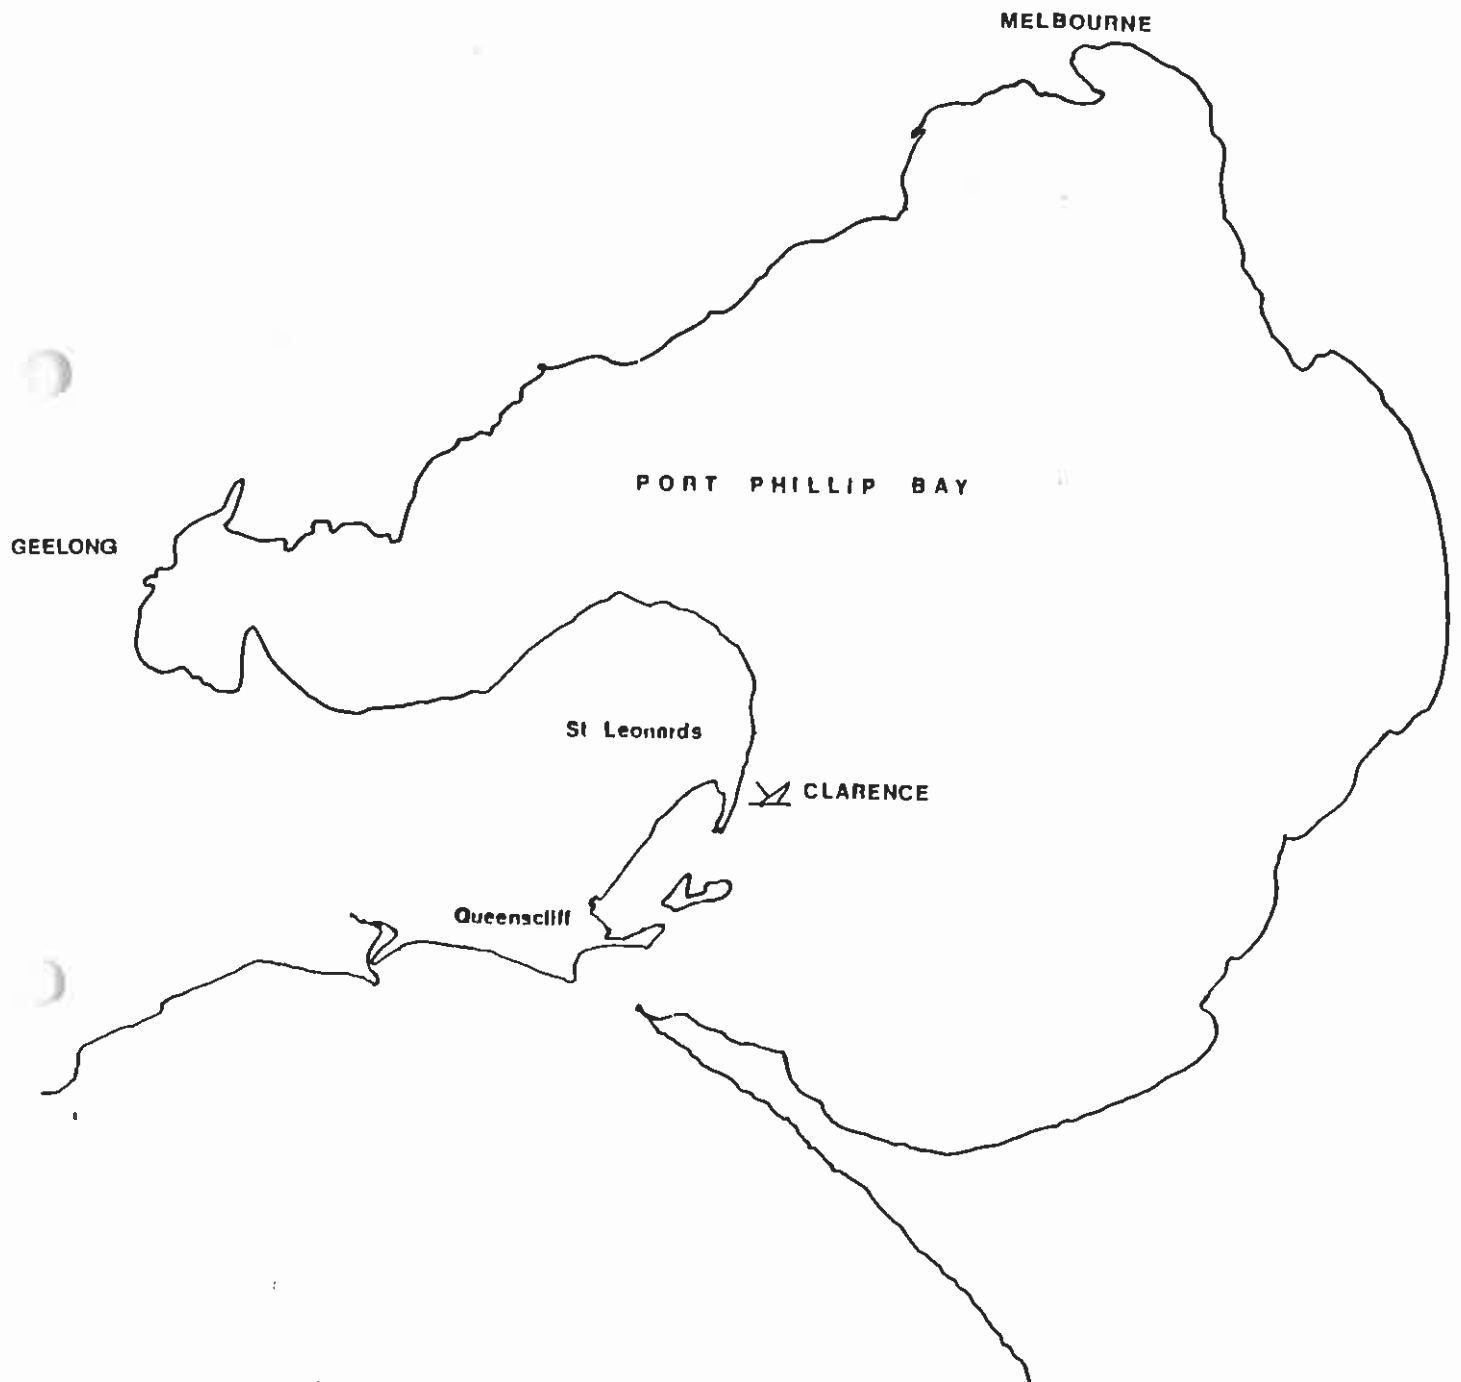 MELBOURNE
PORT PHILLIP BAY
GEELONG
St Leonards
CLARENCE
Queenscliff